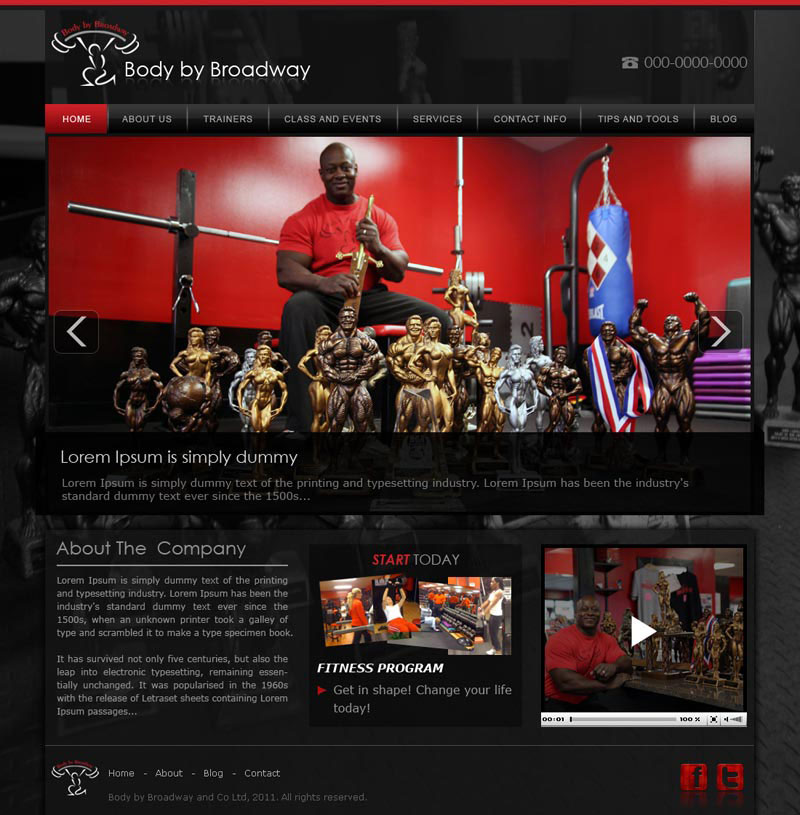 Body by Broadway
Body by Broadway
000-0000-0000
HOME ABOUT US TRAINERS CLASS AND EVENTS SERVICES CONTACT INFO TIPS AND TOOLS BLOG
4
2
Lorem Ipsum is simply dummy
Lorem Ipsum is simply dummy text of the printing and typesetting industry. Lorem Ipsum has been the industry's
standard dummy text ever since the 1500s...
About The Company
Lorem Ipsum is simply dummy text of the printing
and typesetting industry. Lorem Ipsum has been the
industry's standard dummy text ever since the
1500s, when an unknown printer took a galley of
type and scrambled it to make a type specimen book.
It has survived not only five centuries, but also the
leap into electronic typesetting, remaining essen-
tially unchanged. It was popularised in the 1960s
with the release of Letraset sheets containing Lorem
Ipsum passages...
START TODAY
FITNESS PROGRAM
Get in shape! Change your life
today!
00:01 100 %
Home - About - Blog - Contact
Body by Broadway and Co Ltd, 2011. All rights reserved.
f t